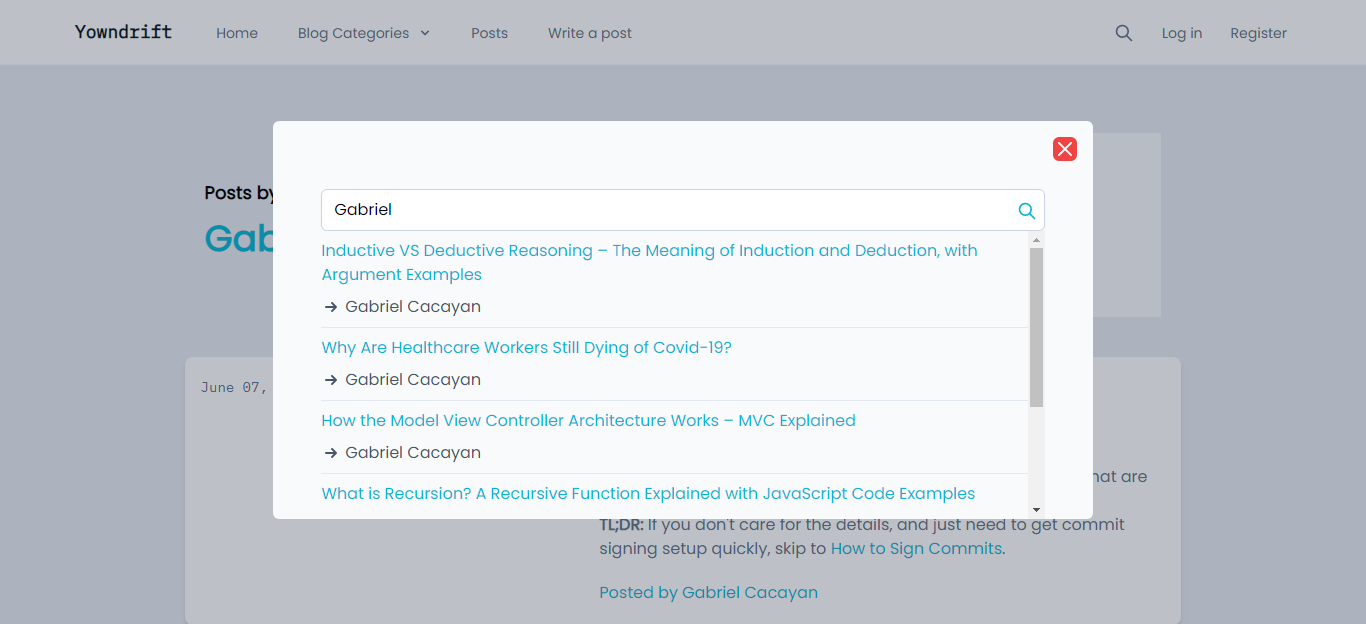 Yowndrift
Home
Blog Categories
Posts
Write a post
Log in
Register
Posts by
Gabriel
Inductive VS Deductive Reasoning – The Meaning of Induction and Deduction, with
Argument Examples
Gabriel Cacayan
Why Are Healthcare Workers Still Dying of Covid-19?
Gabriel Cacayan
How the Model View Controller Architecture Works – MVC Explained
Gabriel Cacayan
What is Recursion? A Recursive Function Explained with JavaScript Code Examples
June 07,
are
TL;DR: If you don't care for the details, and just need to get commit
signing setup quickly, skip to How to Sign Commits.
Posted by Gabriel Cacayan